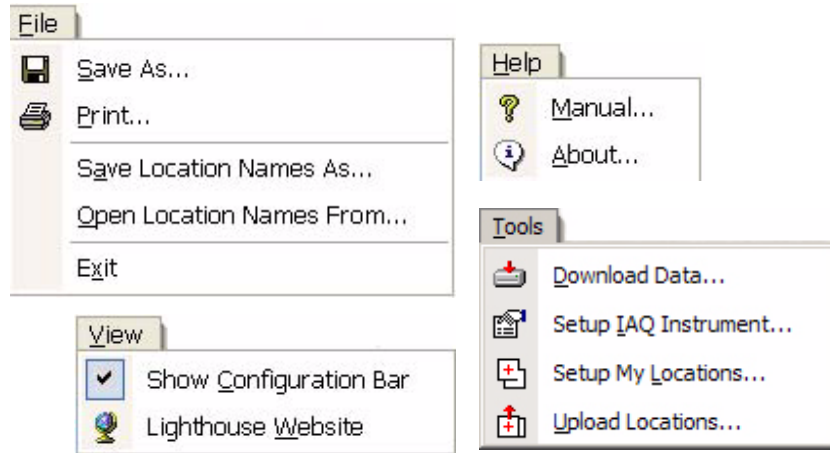 File
Save As...
Print...
Save Location Names As...
Open Location Names From...
Exit
View
Show Configuration Bar
Lighthouse Website
Help
Manual...
About...
Tools
Download Data...
Setup IAQ Instrument...
Setup My Locations...
Upload Locations...